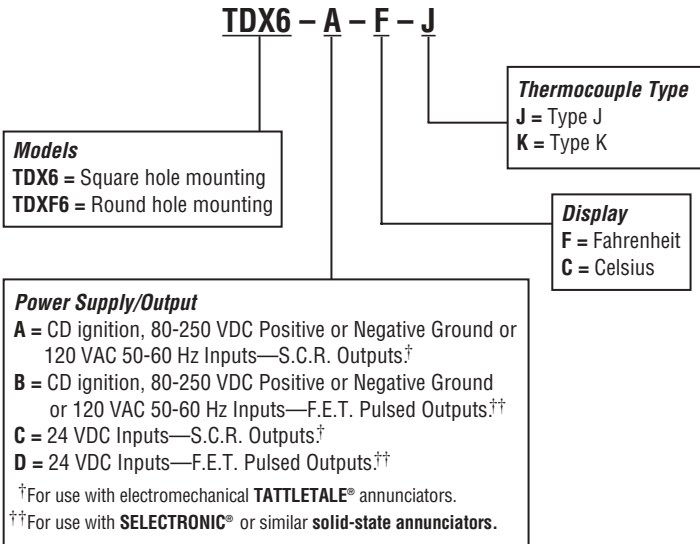 TDX6 – A – F – J
Thermocouple Type
J = Type J
K = Type K
Models
TDX6 = Square hole mounting
TDXF6 = Round hole mounting
Display
F = Fahrenheit
C = Celsius
Power Supply/Output
A = CD ignition, 80-250 VDC Positive or Negative Ground or
120 VAC 50-60 Hz Inputs—S.C.R. Outputs.†
B = CD ignition, 80-250 VDC Positive or Negative Ground
or 120 VAC 50-60 Hz Inputs—F.E.T. Pulsed Outputs.††
C = 24 VDC Inputs—S.C.R. Outputs.†
D = 24 VDC Inputs—F.E.T. Pulsed Outputs.††
†For use with electromechanical TATTLETALE® annunciators.
††For use with SELECTRONIC® or similar solid-state annunciators.